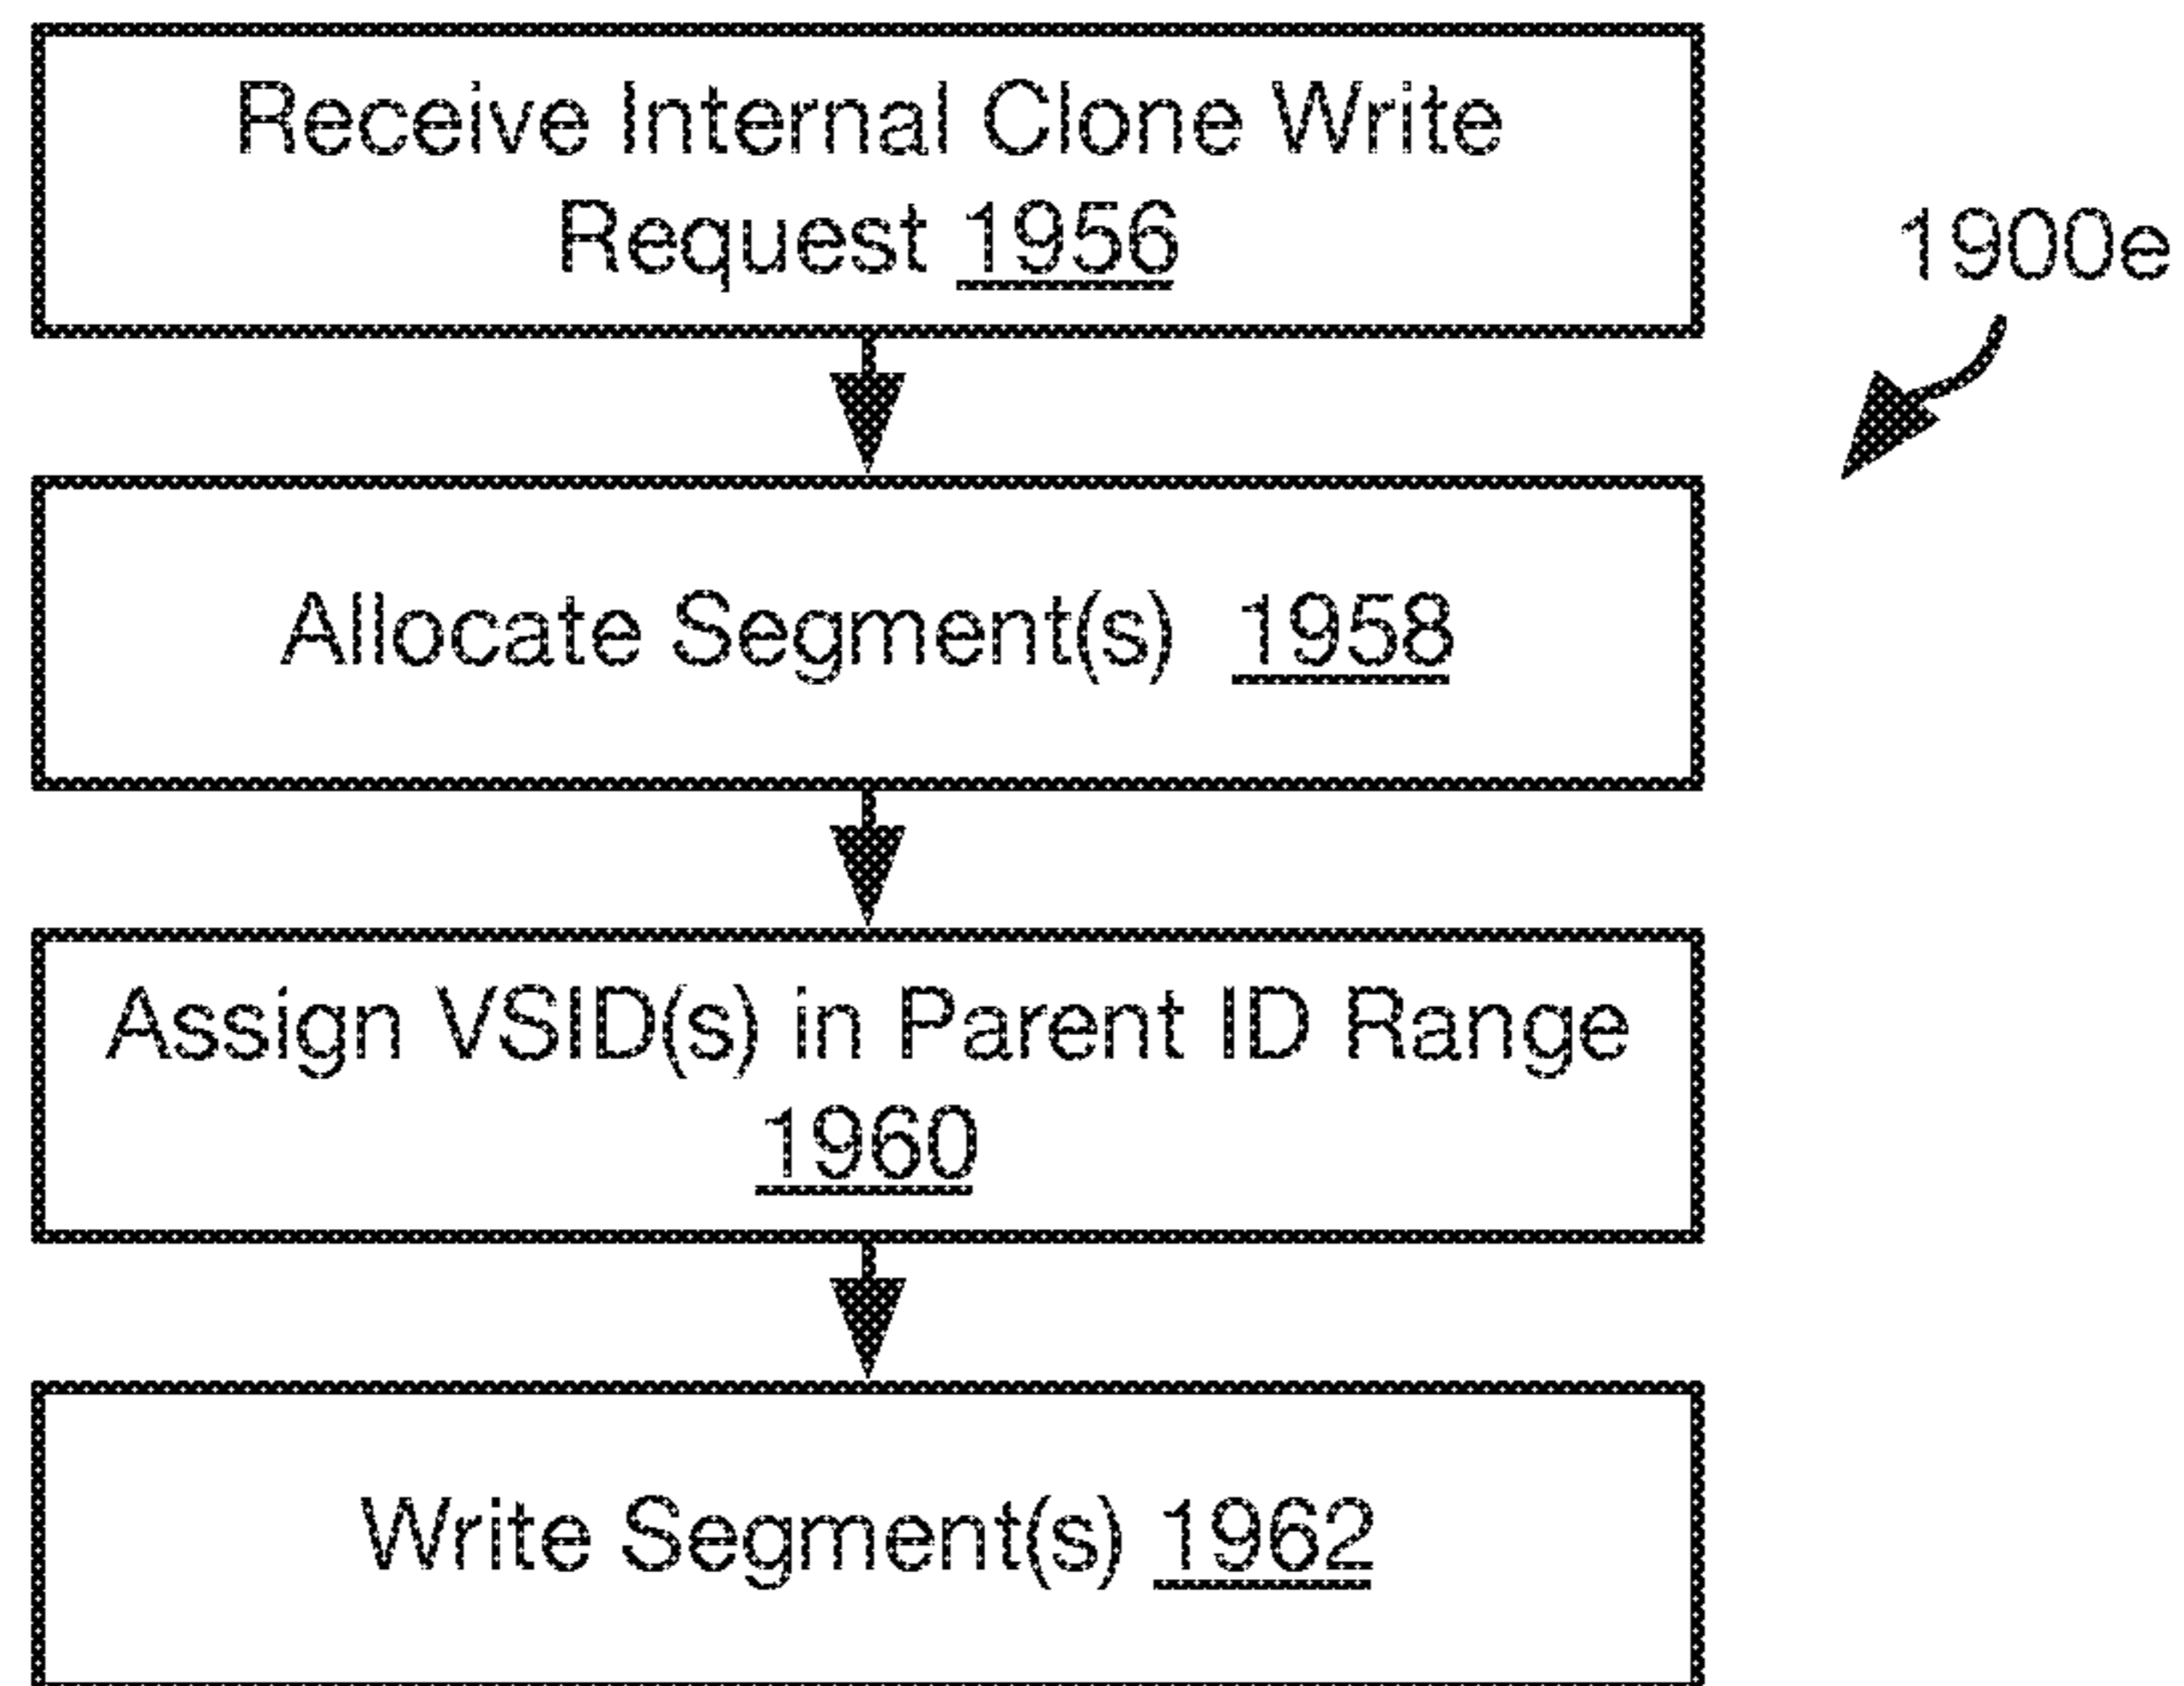 Receive Internal Clone Write
Request 1956
1900e
Allocate Segment(s) 1958
Assign VSID(s) in Parent ID Range
1960
Write Segment(s) 1962